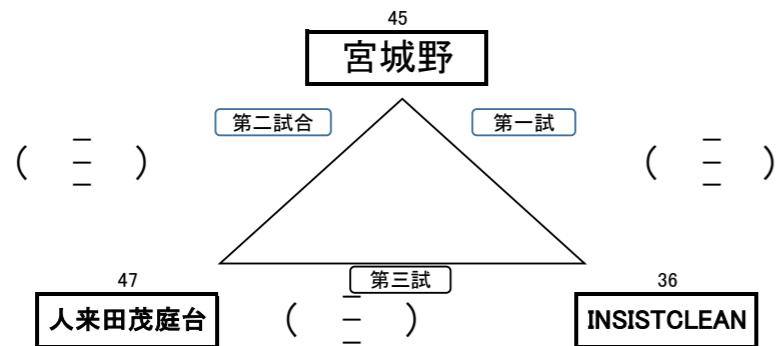 45
宮城野
第二試合
第一試
(　－　)
－
－
(　－　)
－
－
47
第三試
36
人来田茂庭台
(　－　)
－
－
INSISTCLEAN